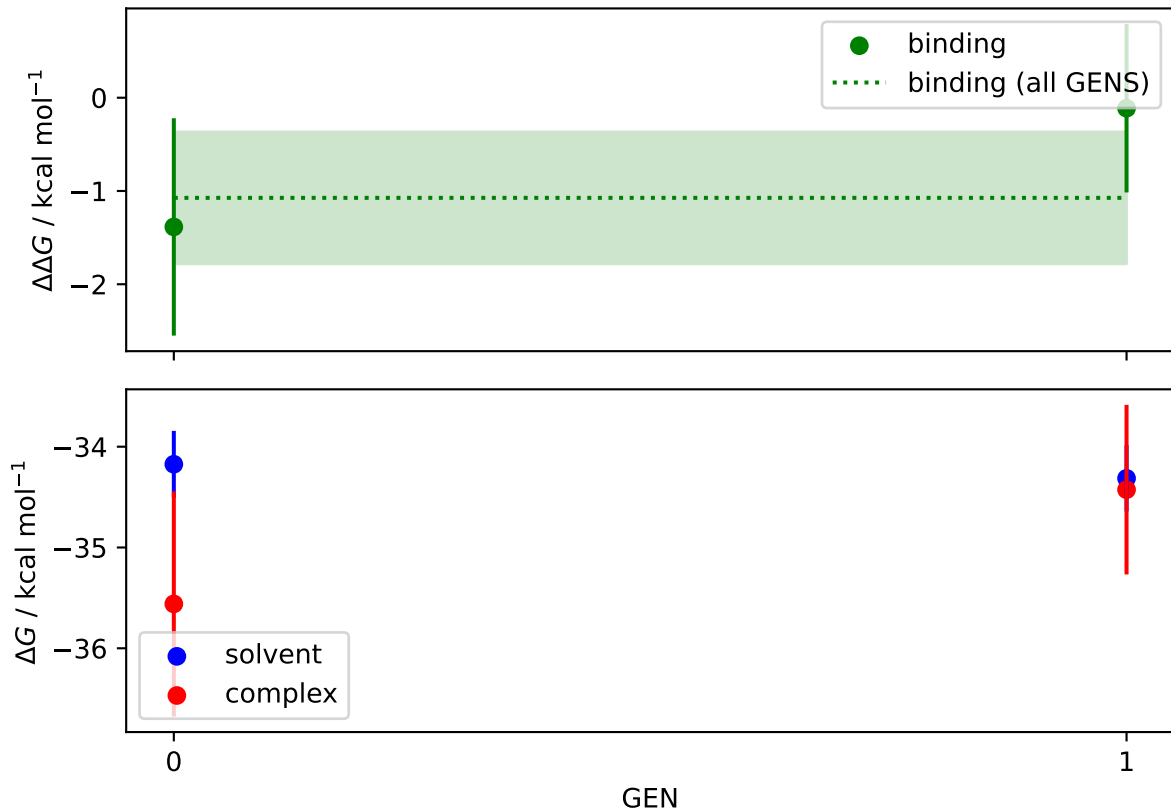 binding
binding (all GENS)
0
−1
−2
ΔΔG / kcal mol⁻¹
−34
−35
−36
ΔG / kcal mol⁻¹
solvent
complex
0 1
GEN